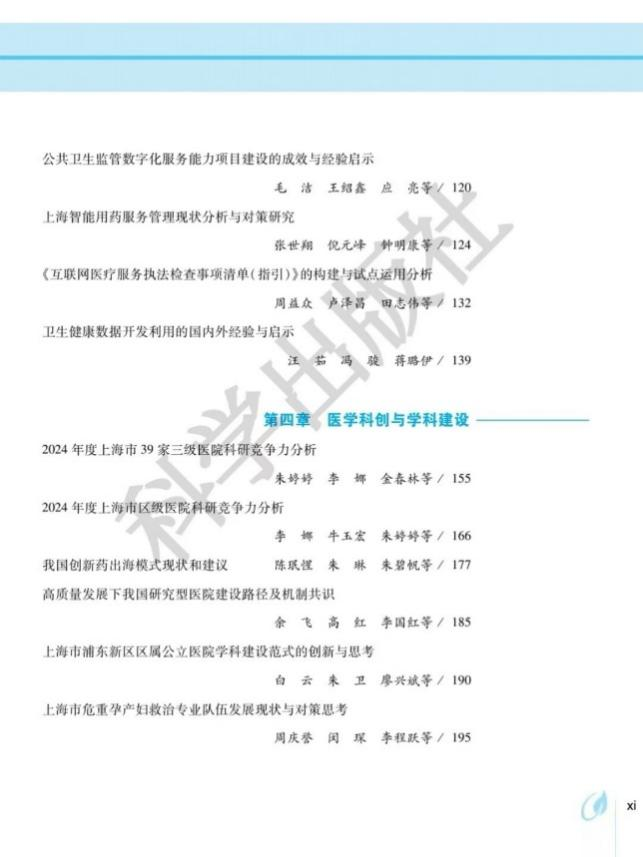 公共卫生监管数字化服务能力项目建设的成效与经验启示
毛 洁 王绍鑫 应 亮等 / 120
上海智能用药服务管理现状分析与对策研究
张世翔 倪元峰 钟明康等 / 124
《互联网医疗服务执法检查事项清单(指引)》的构建与试点运用分析
周益众 卢泽昌 田志伟等 / 132
卫生健康数据开发利用的国内外经验与启示
汪 茹 冯 骏 蒋璐伊 / 139
第四章 医学科创与学科建设
2024 年度上海市 39 家三级医院科研竞争力分析
朱婷婷 李 娜 金春林等 / 155
2024 年度上海市区级医院科研竞争力分析
李 娜 牛玉宏 朱婷婷等 / 166
我国创新药出海模式现状和建议 陈珉惺 朱 琳 朱碧帆等 / 177
高质量发展下我国研究型医院建设路径及机制共识
余 飞 高 红 李国红等 / 185
上海市浦东新区区属公立医院学科建设范式的创新与思考
白 云 朱 卫 廖兴斌等 / 190
上海市危重孕产妇救治专业队伍发展现状与对策思考
周庆誉 闵 琛 李程跃等 / 195
科学出版社
xi